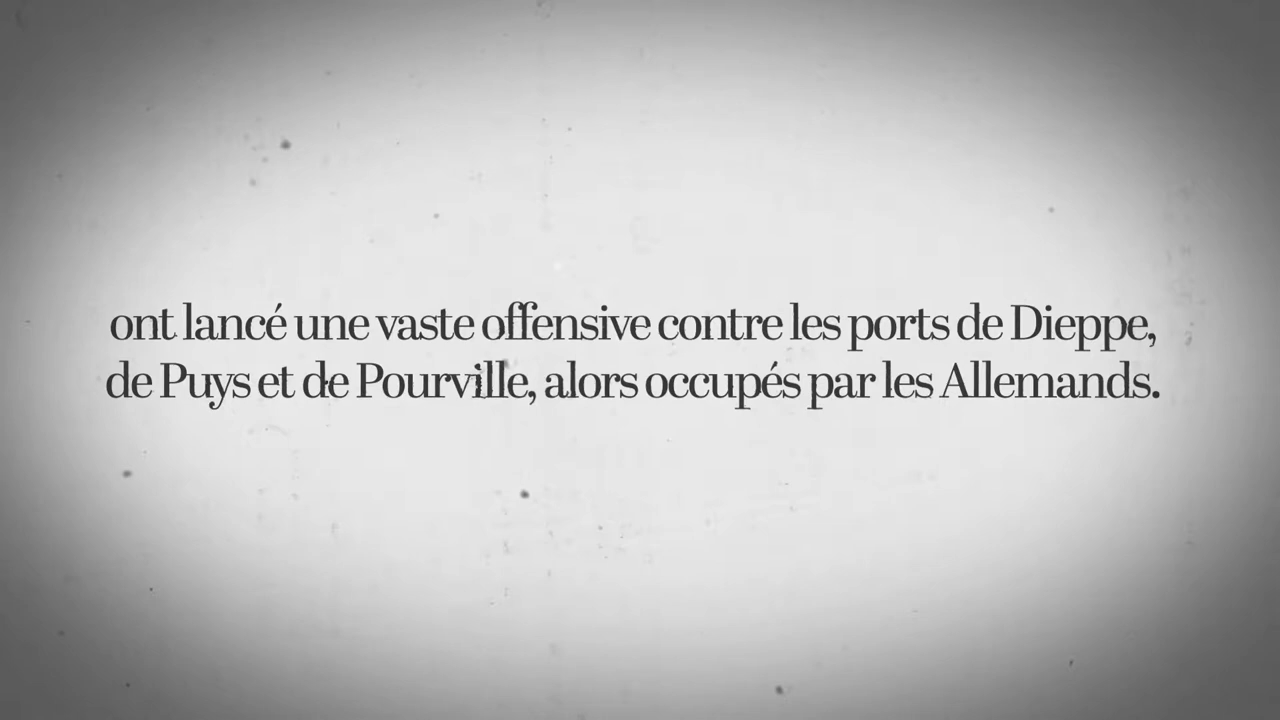 ont lancé une vaste offensive contre les ports de Dieppe,
de Puys et de Pourville, alors occupés par les Allemands.